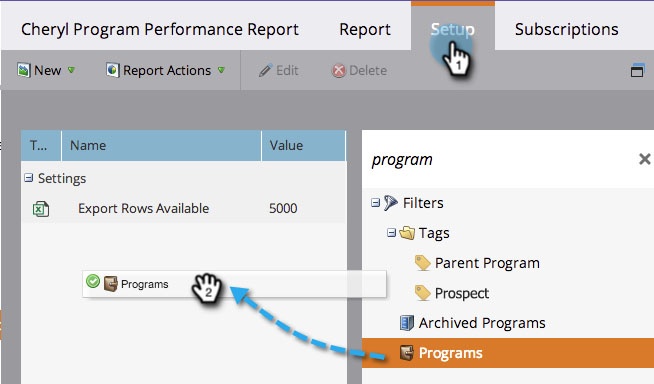 Cheryl Program Performance Report Report Setup Subscriptions
New Report Actions Edit Delete
T... Name Value
Settings
Export Rows Available 5000
Programs
1
2
program
Filters
Tags
Parent Program
Prospect
Archived Programs
Programs